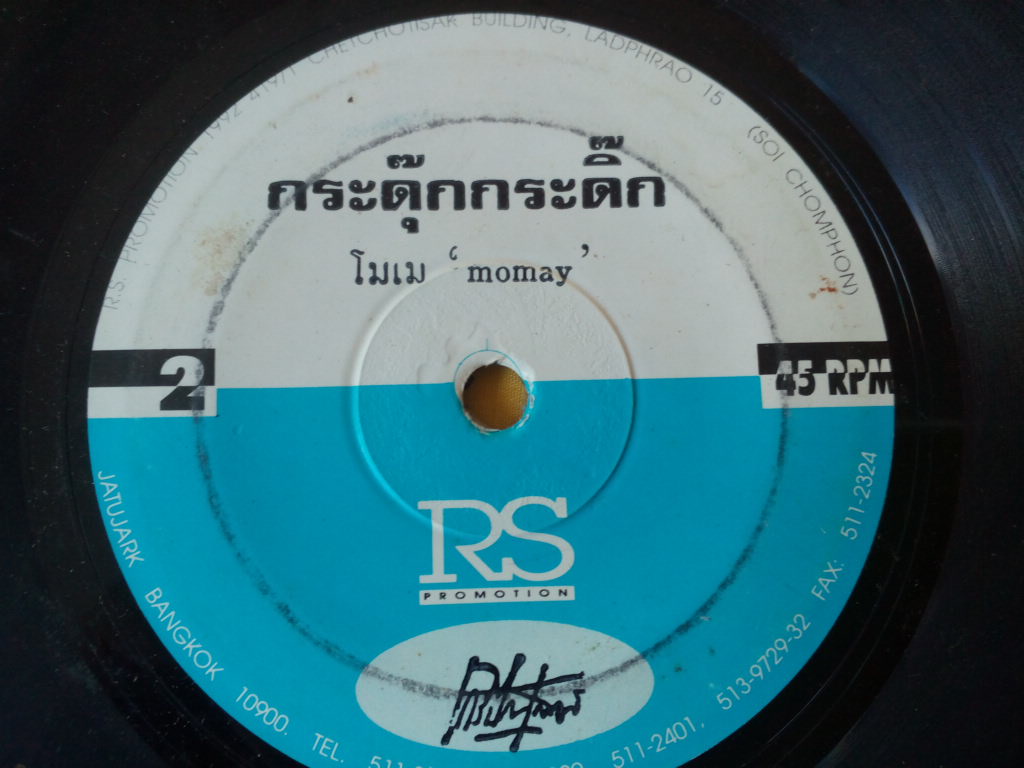 R.S. PROMOTION 1992 419/1 CHETCHOTISAK BUILDING, LADPHRAO 15 (SOI CHOMPHON)
กระดุ๊กกระดิ๊ก
โมเม ‘momay’
2
45 RPM
RS
PROMOTION
JATUJARK BANGKOK 10900. TEL. 511-2401, 513-9729-32 FAX: 511-2324